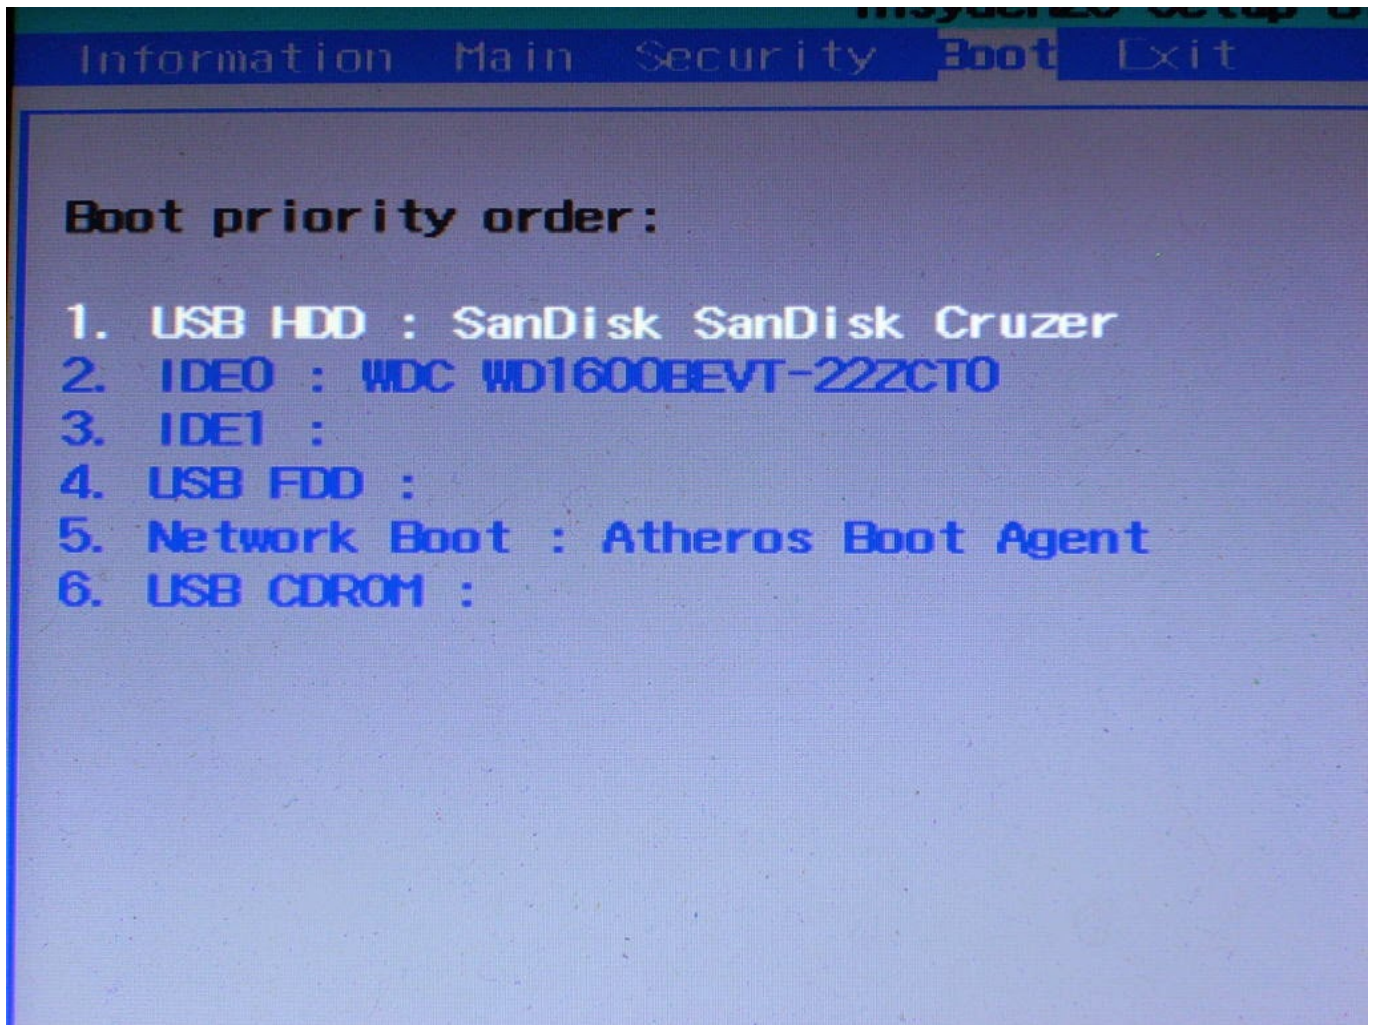 Information Main Security Boot Exit
Boot priority order:
1. USB HDD : SanDisk SanDisk Cruzer
2. IDE0 : WDC WD1600BEVT-22ZCT0
3. IDE1 :
4. USB FDD :
5. Network Boot : Atheros Boot Agent
6. USB CDROM :